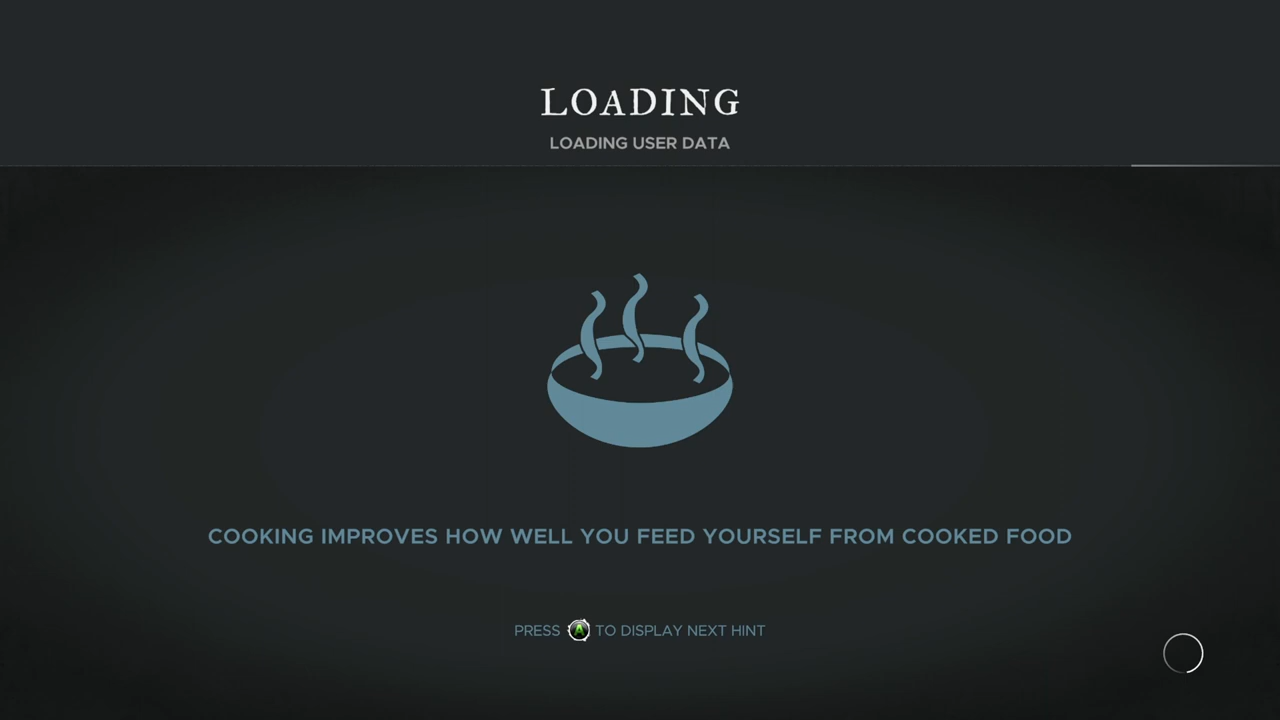 LOADING
LOADING USER DATA
COOKING IMPROVES HOW WELL YOU FEED YOURSELF FROM COOKED FOOD
PRESS A TO DISPLAY NEXT HINT